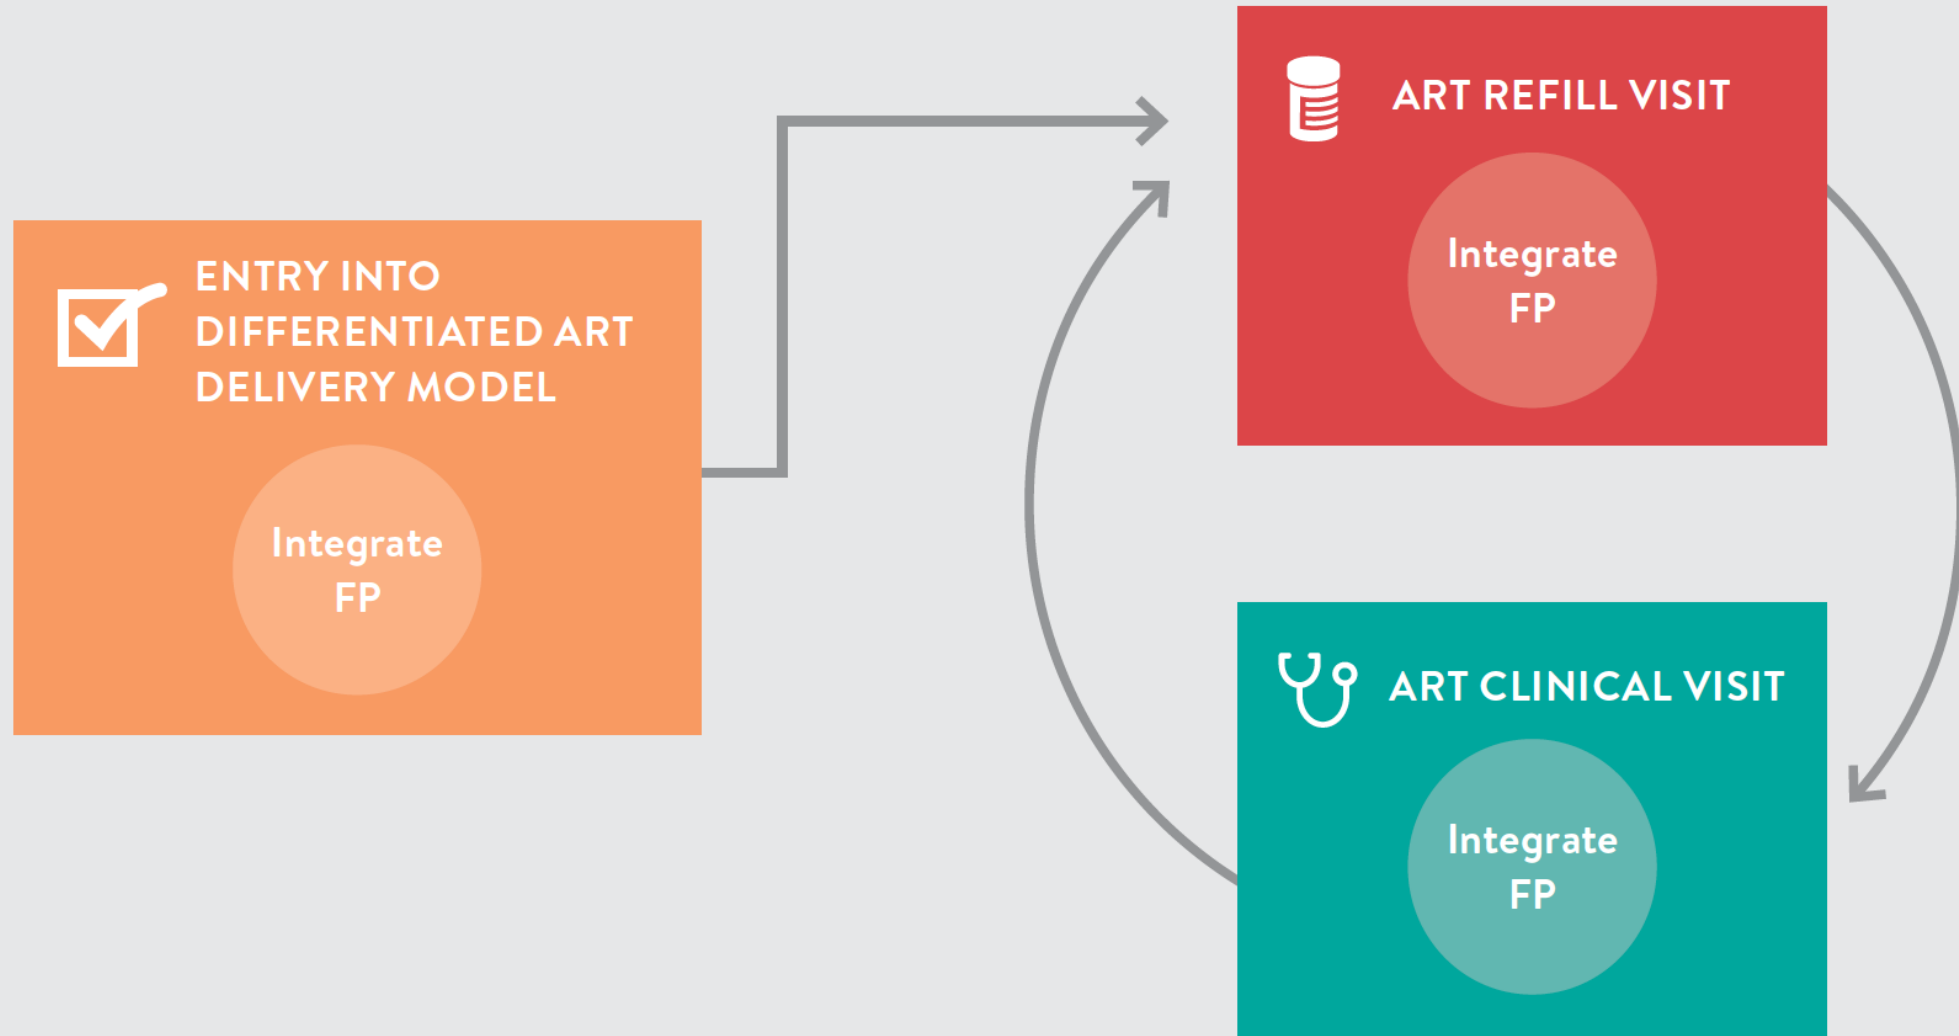 ENTRY INTO
DIFFERENTIATED ART
DELIVERY MODEL
Integrate
FP
ART REFILL VISIT
Integrate
FP
ART CLINICAL VISIT
Integrate
FP